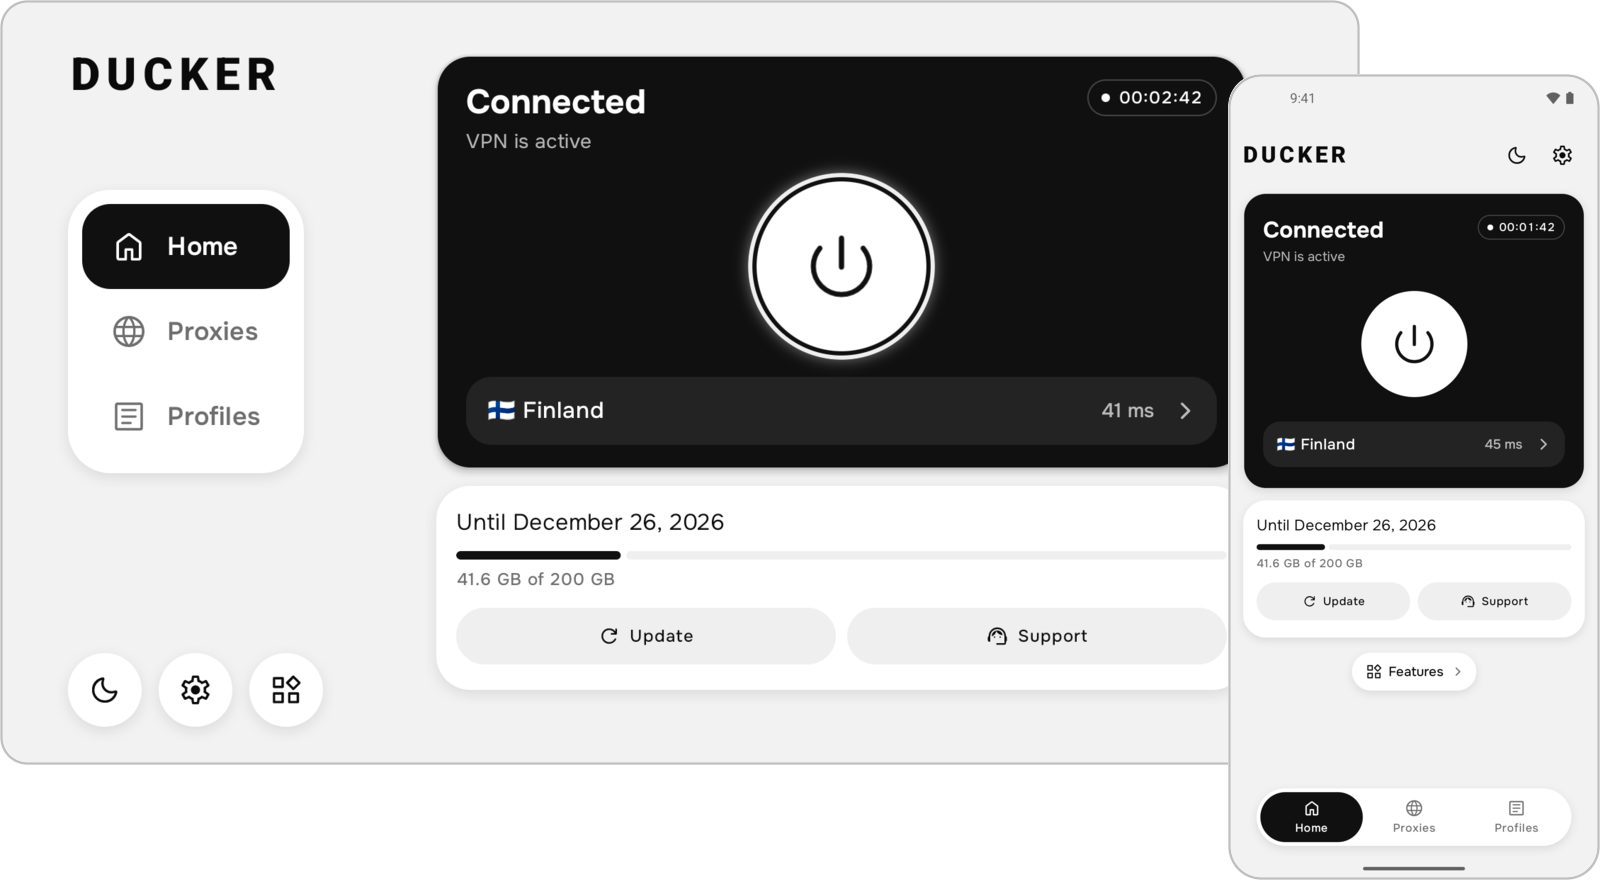 DUCKER
Home
Proxies
Profiles
Connected
00:02:42
VPN is active
🇫🇮 Finland
41 ms
Until December 26, 2026
41.6 GB of 200 GB
Update
Support
9:41
DUCKER
Connected
00:01:42
VPN is active
🇫🇮 Finland
45 ms
Until December 26, 2026
41.6 GB of 200 GB
Update
Support
Features
Home
Proxies
Profiles